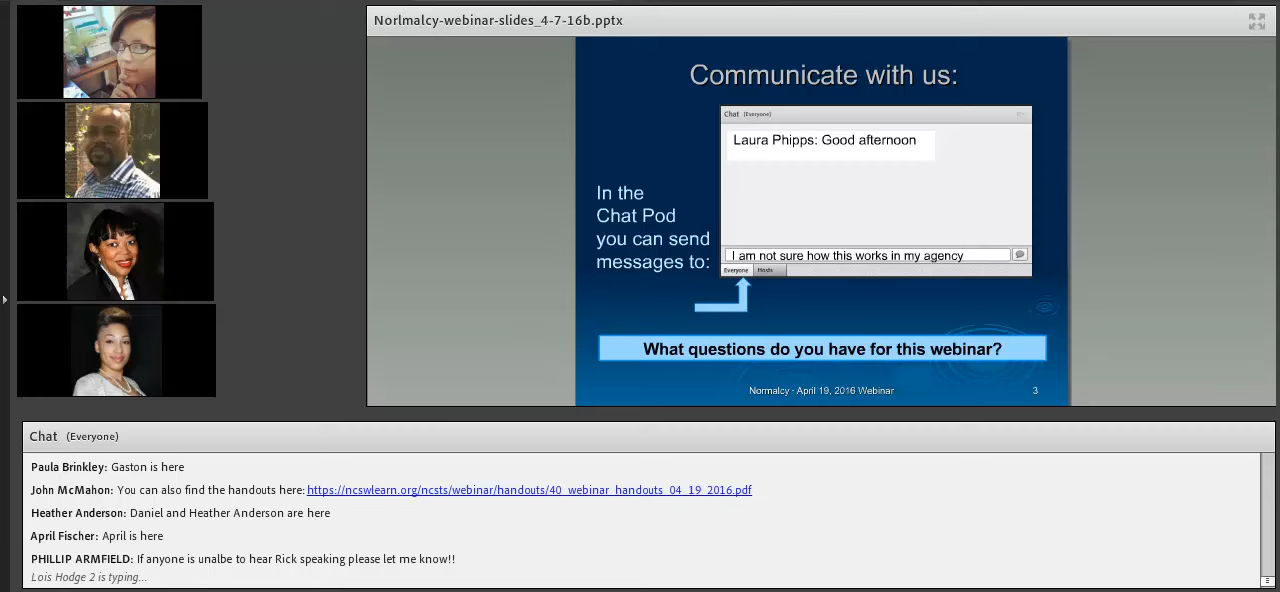 Norlmalcy-webinar-slides_4-7-16b.pptx
Communicate with us:
Chat (Everyone)
Laura Phipps: Good afternoon
In the
Chat Pod
you can send
messages to:
I am not sure how this works in my agency
Everyone Hosts
What questions do you have for this webinar?
Normalcy - April 19, 2016 Webinar 3
Chat (Everyone)
Paula Brinkley: Gaston is here
John McMahon: You can also find the handouts here: https://ncswlearn.org/ncsts/webinar/handouts/40_webinar_handouts_04_19_2016.pdf
Heather Anderson: Daniel and Heather Anderson are here
April Fischer: April is here
PHILLIP ARMFIELD: If anyone is unalbe to hear Rick speaking please let me know!!
Lois Hodge 2 is typing...